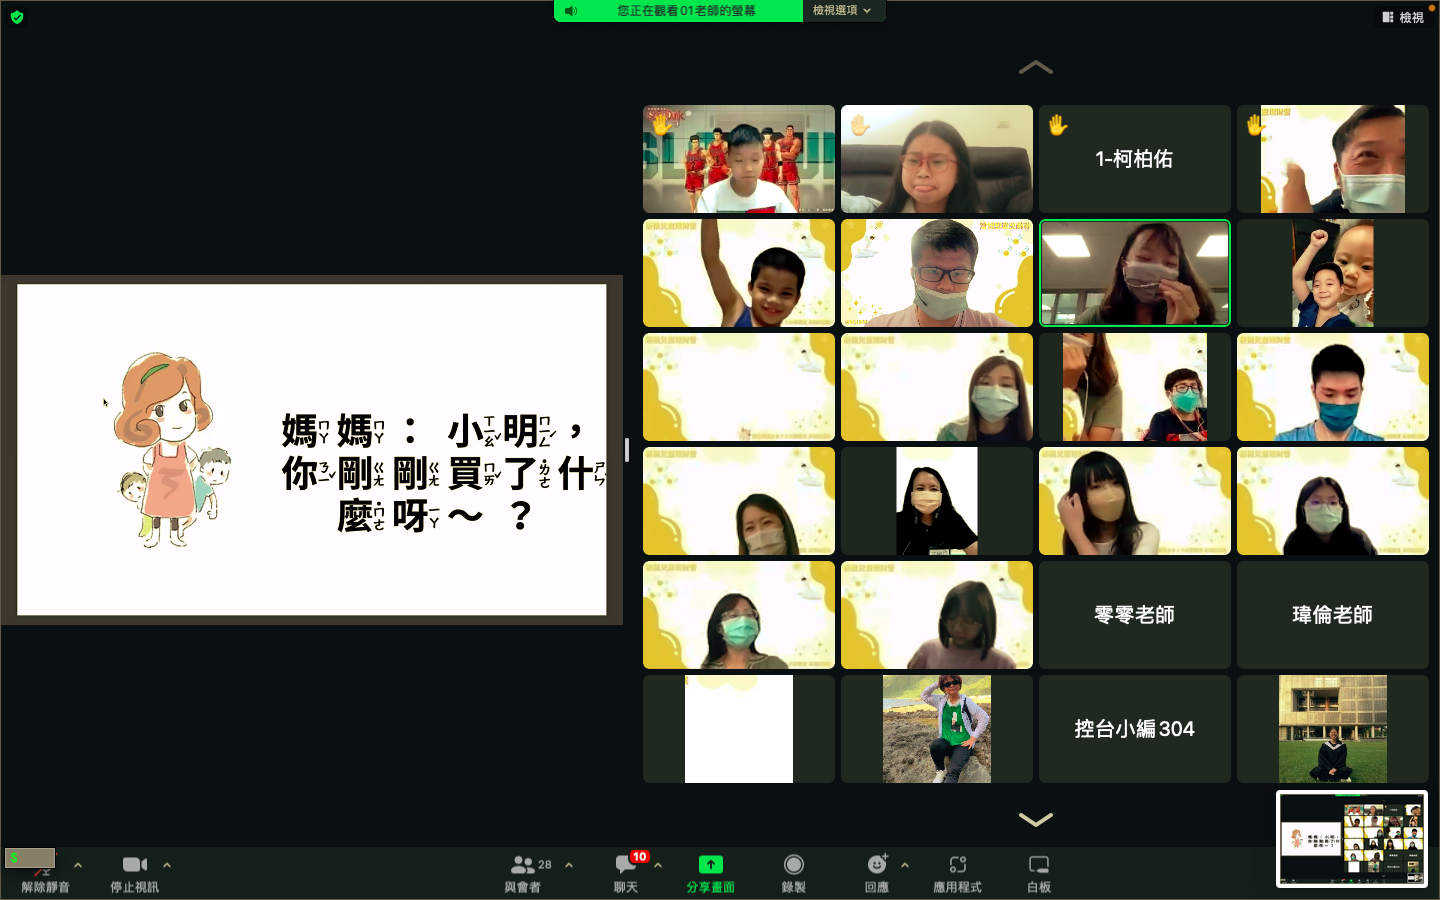 您正在觀看01老師的螢幕
檢視選項
檢視
媽ㄇㄚ媽ㄇㄚ：小ㄒㄧㄠˇ明ㄇㄧㄥˊ，
你ㄋㄧˇ剛ㄍㄤ剛ㄍㄤ買ㄇㄞˇ了˙ㄌㄜ什ㄕㄣˊ
麼˙ㄇㄜ呀ㄧㄚ～？
1-柯柏佑
零零老師
瑋倫老師
控台小編304
解除靜音
停止視訊
28
與會者
10
聊天
分享畫面
錄製
回應
應用程式
白板